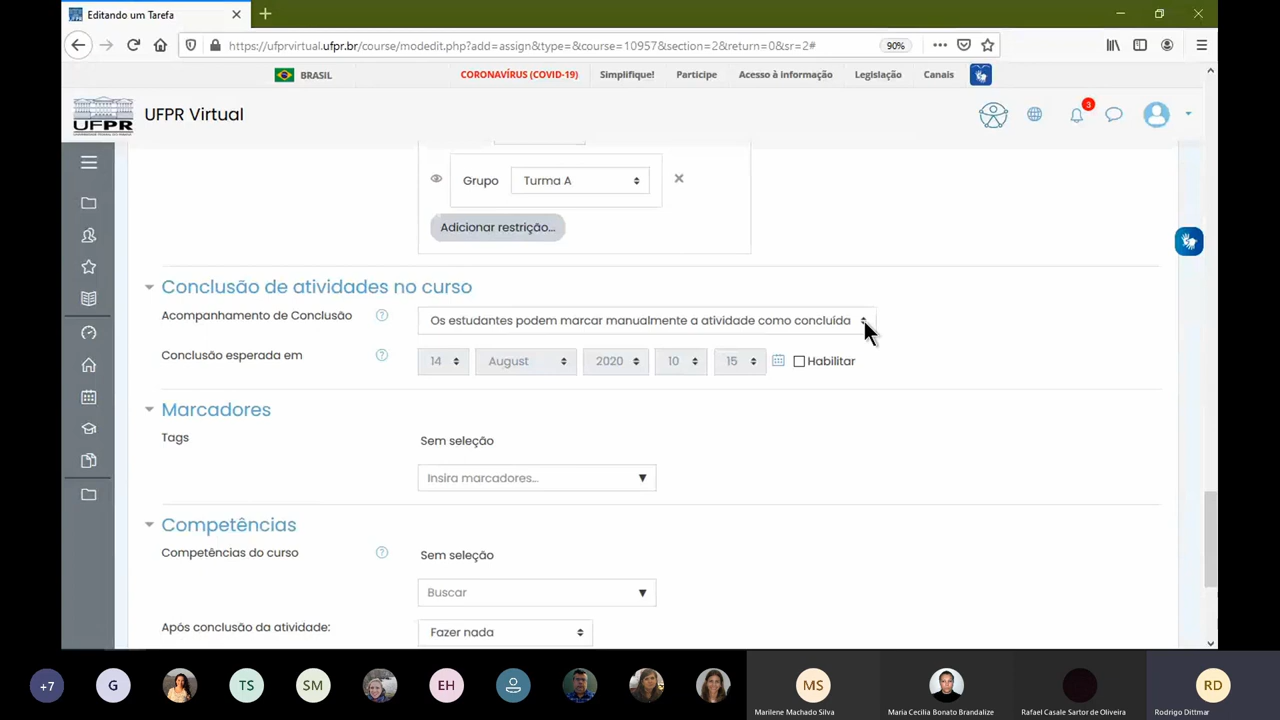 Editando um Tarefa
https://ufprvirtual.ufpr.br/course/modedit.php?add=assign&type=&course=10957&section=2&return=0&sr=2#
90%
BRASIL
CORONAVÍRUS (COVID-19)
Simplifique!
Participe
Acesso à informação
Legislação
Canais
UFPR
UFPR Virtual
3
Grupo
Turma A
Adicionar restrição...
Conclusão de atividades no curso
Acompanhamento de Conclusão
Os estudantes podem marcar manualmente a atividade como concluída
Conclusão esperada em
14 August 2020 10 15
Habilitar
Marcadores
Tags
Sem seleção
Insira marcadores...
Competências
Competências do curso
Sem seleção
Buscar
Após conclusão da atividade:
Fazer nada
+7
G
TS
SM
EH
MS
RD
Marilene Machado Silva
Maria Cecilia Bonato Brandalize
Rafael Casale Sartor de Oliveira
Rodrigo Dittmar